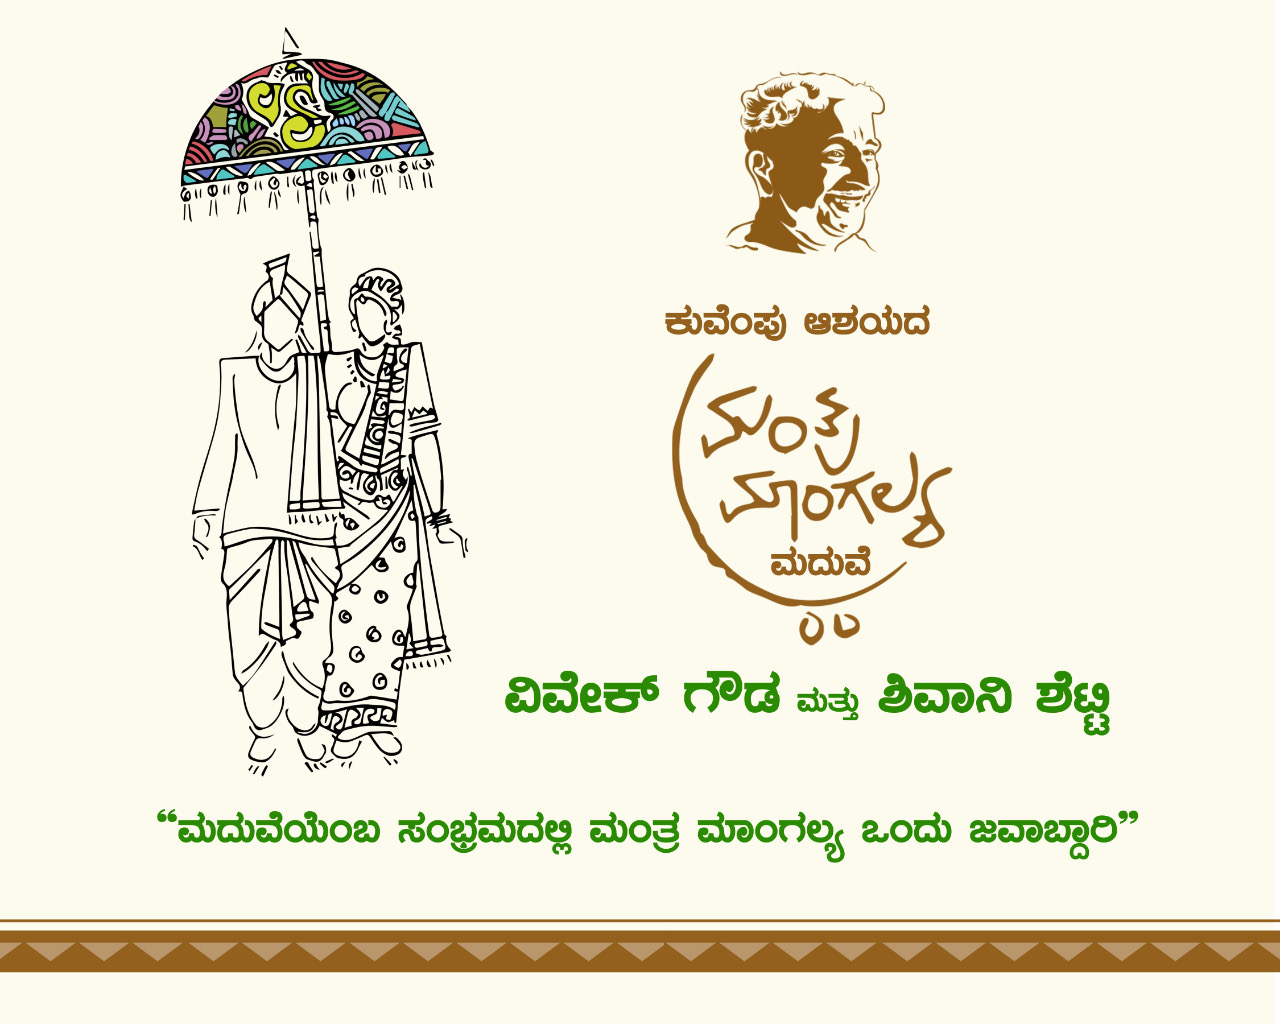 ವಿ
ಶಿ
ಕುವೆಂಪು ಆಶಯದ
ಮಂತ್ರ
ಮಾಂಗಲ್ಯ
ಮದುವೆ
ವಿವೇಕ್ ಗೌಡ ಮತ್ತು ಶಿವಾನಿ ಶೆಟ್ಟಿ
“ಮದುವೆಯೆಂಬ ಸಂಭ್ರಮದಲ್ಲಿ ಮಂತ್ರ ಮಾಂಗಲ್ಯ ಒಂದು ಜವಾಬ್ದಾರಿ”